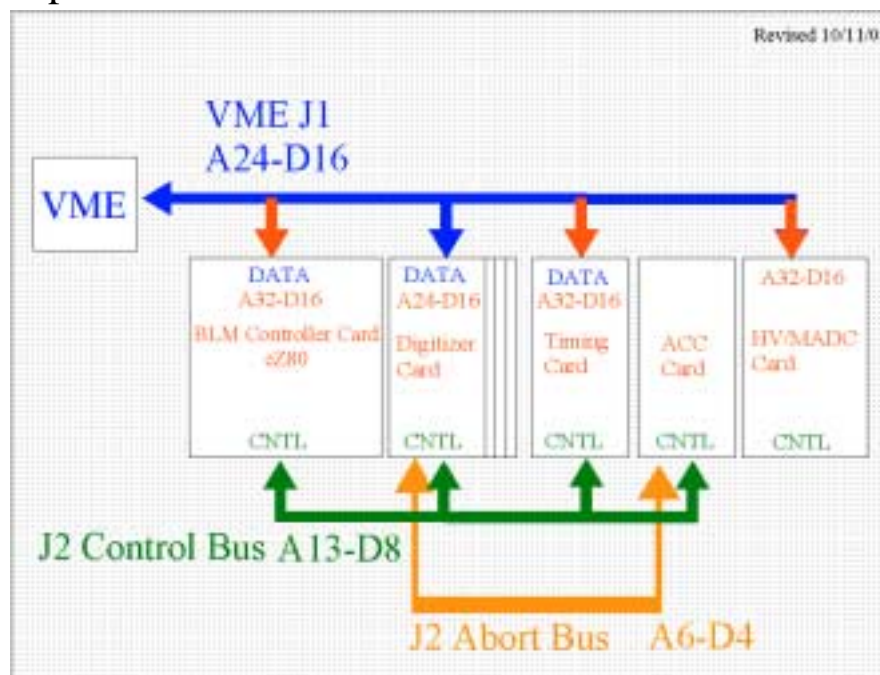 Revised 10/11/0
VME J1
A24-D16
VME
DATA
A32-D16
BLM Controller Card
eZ80
CNTL
DATA
A24-D16
Digitizer
Card
CNTL
DATA
A32-D16
Timing
Card
CNTL
ACC
Card
CNTL
A32-D16
HV/MADC
Card
CNTL
J2 Control Bus A13-D8
J2 Abort Bus A6-D4